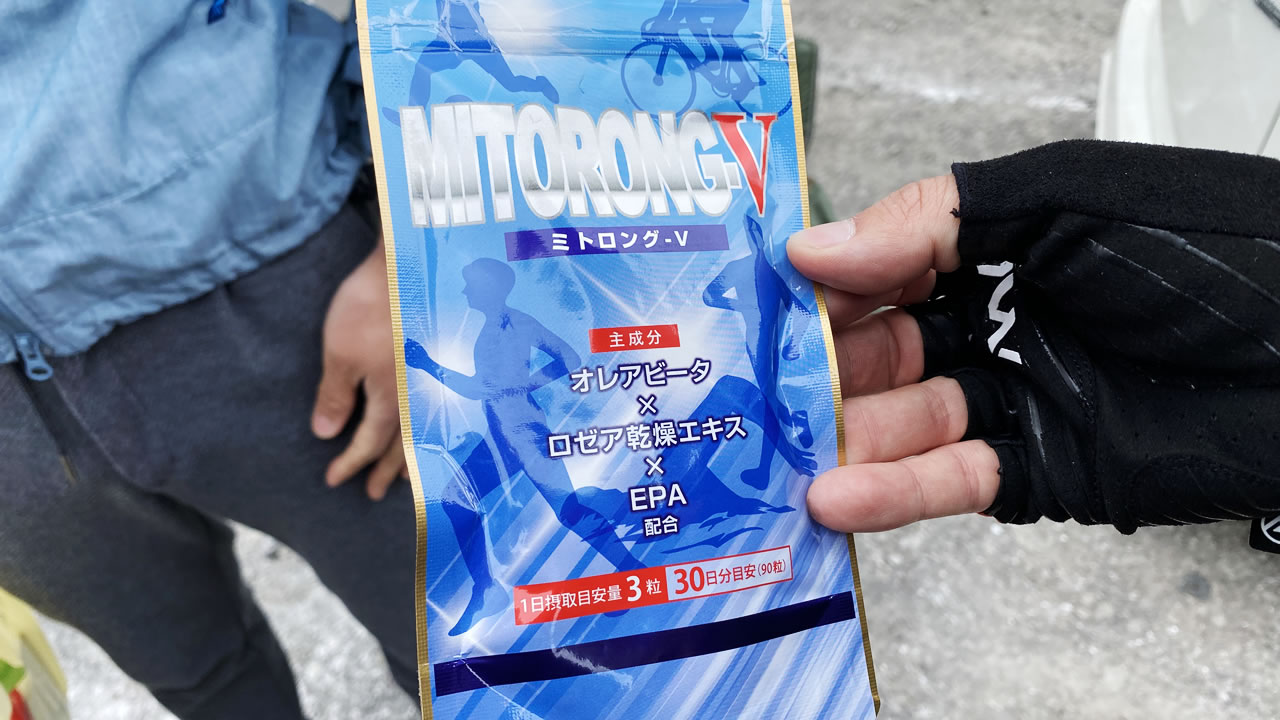 MITORONG-V
ミトロング-V
主成分
オレアビータ
×
ロゼア乾燥エキス
×
EPA
配合
1日摂取目安量 3 粒 30日分目安(90粒)